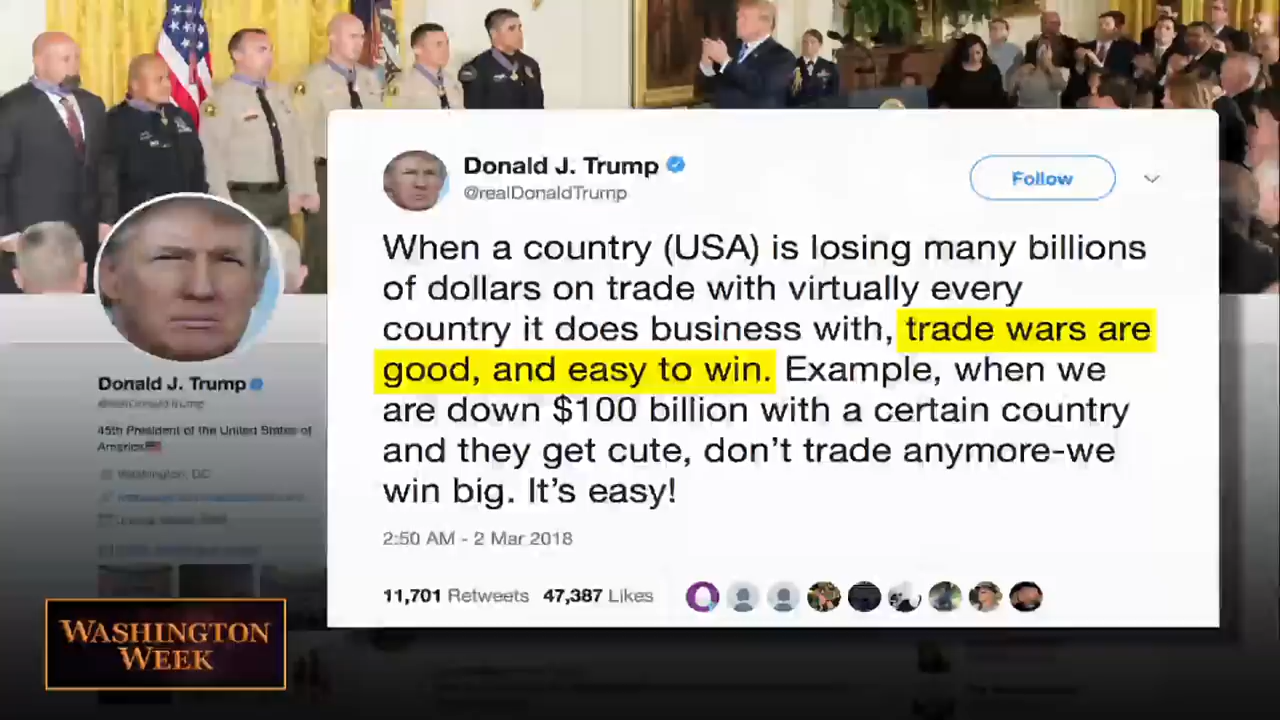 Donald J. Trump
@realDonaldTrump
Follow
When a country (USA) is losing many billions
of dollars on trade with virtually every
country it does business with, trade wars are
good, and easy to win. Example, when we
are down $100 billion with a certain country
and they get cute, don’t trade anymore-we
win big. It’s easy!
2:50 AM - 2 Mar 2018
11,701 Retweets 47,387 Likes
Donald J. Trump
@realDonaldTrump
45th President of the United States of
America
Washington, DC
WASHINGTON
WEEK